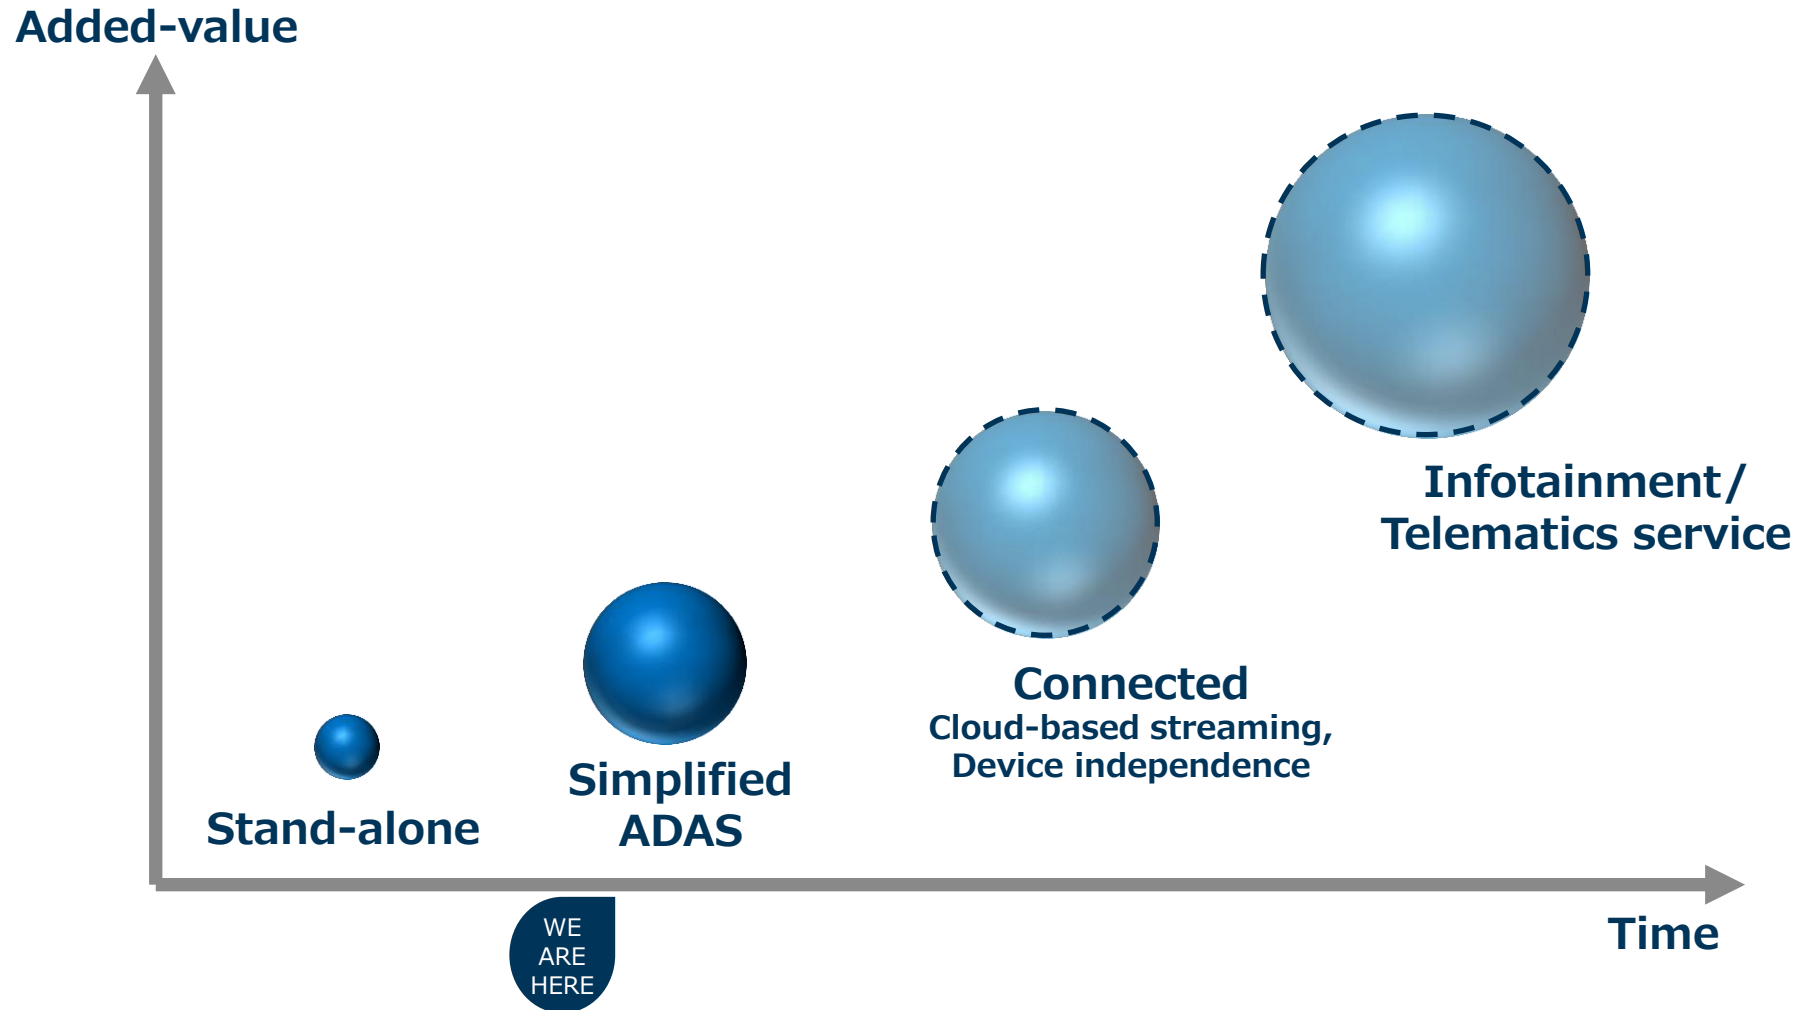 Added-value
Infotainment/
Telematics service
Connected
Cloud-based streaming,
Device independence
Simplified
ADAS
Stand-alone
WE
ARE
HERE
Time